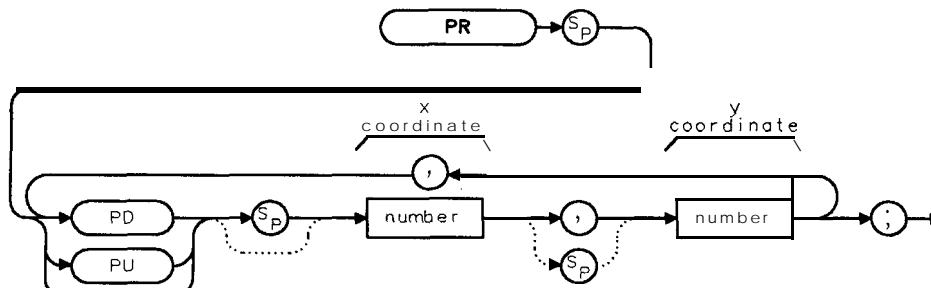 PR SP
x coordinate
y coordinate
,
PD SP number , number ;
PU SP